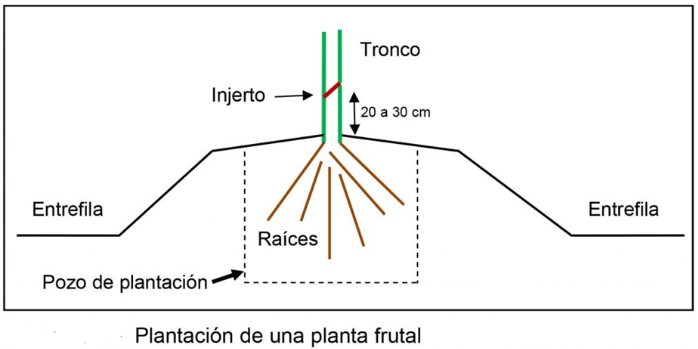 Tronco
Injerto
20 a 30 cm
Entrefila
Entrefila
Raíces
Pozo de plantación
Plantación de una planta frutal